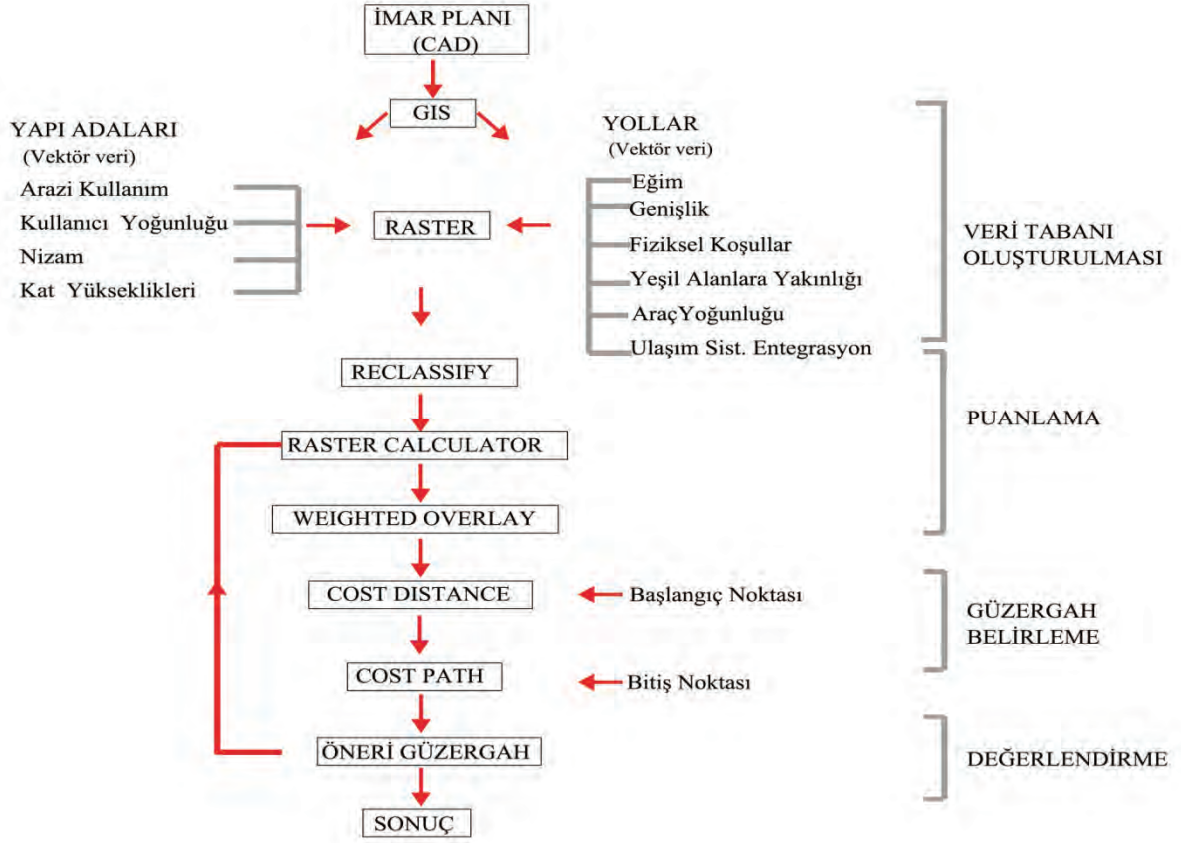 İMAR PLANI
(CAD)
GIS
YAPI ADALARI
(Vektör veri)
Arazi Kullanım
Kullanıcı Yoğunluğu
Nizam
Kat Yükseklikleri
RASTER
YOLLAR
(Vektör veri)
Eğim
Genişlik
Fiziksel Koşullar
Yeşil Alanlara Yakınlığı
AraçYoğunluğu
Ulaşım Sist. Entegrasyon
VERİ TABANI
OLUŞTURULMASI
RECLASSIFY
RASTER CALCULATOR
WEIGHTED OVERLAY
PUANLAMA
COST DISTANCE
Başlangıç Noktası
COST PATH
Bitiş Noktası
GÜZERGAH
BELİRLEME
ÖNERİ GÜZERGAH
SONUÇ
DEĞERLENDİRME